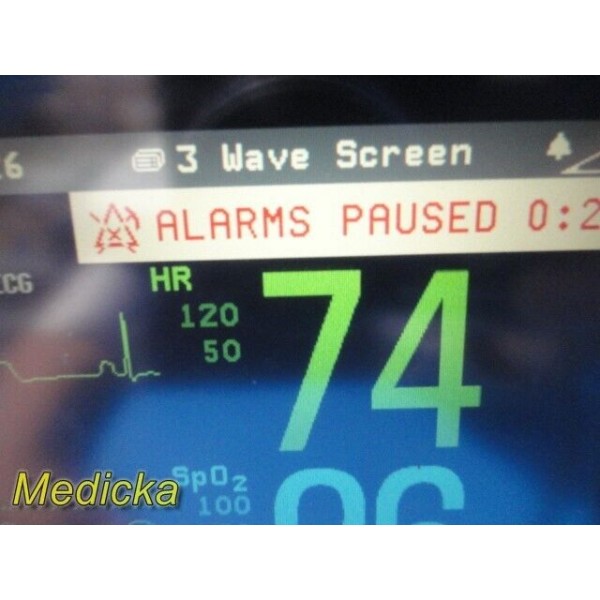 3 Wave Screen
ALARMS PAUSED 0:2
HR
120
50
74
Medicka
SpO₂
100